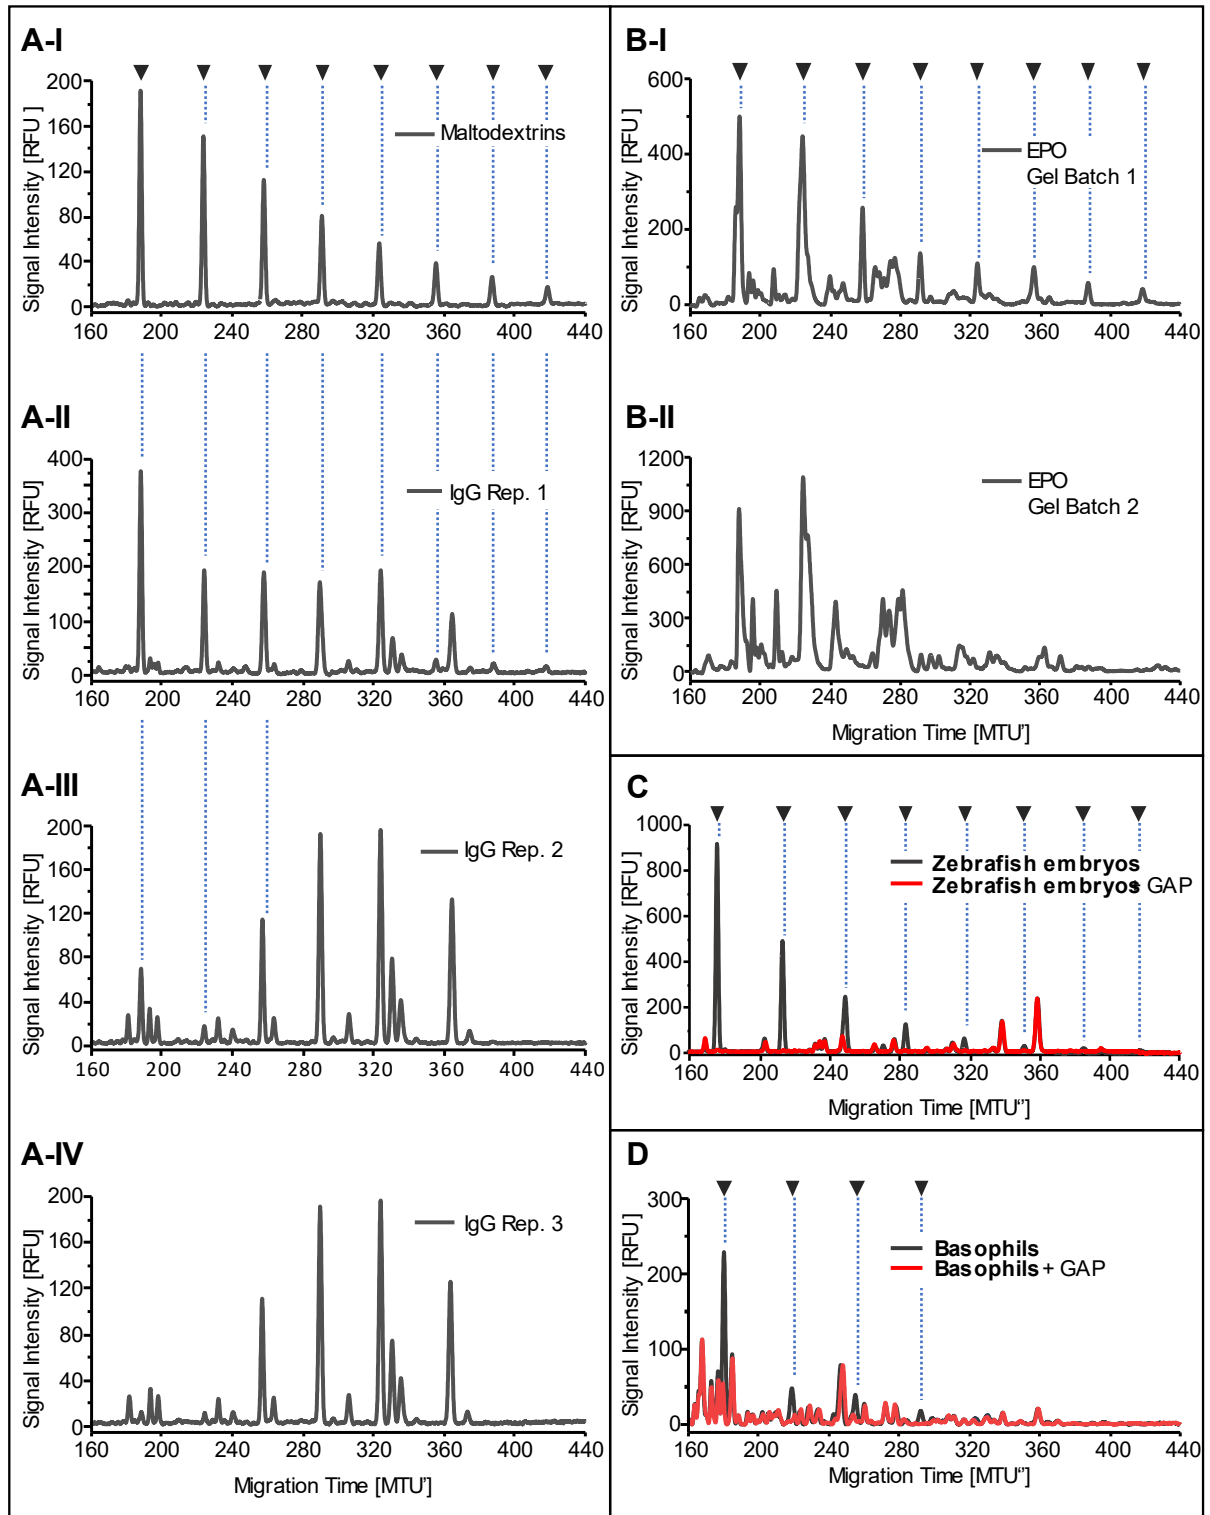 A-I
Signal Intensity [RFU]
200
160
120
80
40
0
Maltodextrins
160 200 240 280 320 360 400 440
A-II
Signal Intensity [RFU]
400
300
200
100
0
IgG Rep. 1
160 200 240 280 320 360 400 440
A-III
Signal Intensity [RFU]
200
160
120
80
40
0
IgG Rep. 2
160 200 240 280 320 360 400 440
A-IV
Signal Intensity [RFU]
200
160
120
80
40
0
IgG Rep. 3
160 200 240 280 320 360 400 440
Migration Time [MTU']
B-I
Signal Intensity [RFU]
600
400
200
0
EPO
Gel Batch 1
160 200 240 280 320 360 400 440
B-II
Signal Intensity [RFU]
1200
900
600
300
0
EPO
Gel Batch 2
160 200 240 280 320 360 400 440
Migration Time [MTU']
C
Signal Intensity [RFU]
1000
800
600
400
200
0
Zebrafish embryos
Zebrafish embryos + GAP
160 200 240 280 320 360 400 440
Migration Time [MTU“]
D
Signal Intensity [RFU]
300
200
100
0
Basophils
Basophils + GAP
160 200 240 280 320 360 400 440
Migration Time [MTU“]